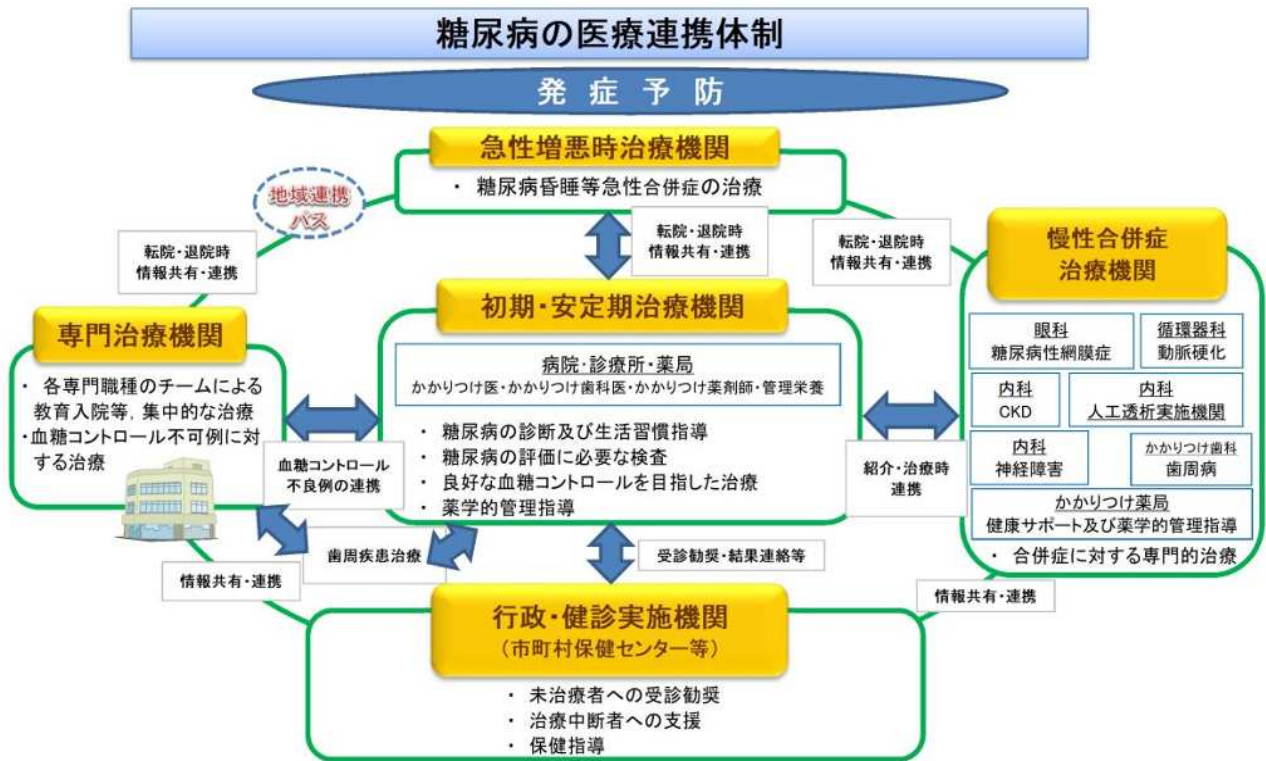 糖尿病の医療連携体制
発症予防
急性増悪時治療機関
・ 糖尿病昏睡等急性合併症の治療
地域連携
パス
転院・退院時
情報共有・連携
転院・退院時
情報共有・連携
転院・退院時
情報共有・連携
慢性合併症
治療機関
眼科
糖尿病性網膜症
循環器科
動脈硬化
内科
CKD
内科
人工透析実施機関
内科
神経障害
かかりつけ歯科
歯周病
かかりつけ薬局
健康サポート及び薬学的管理指導
・ 合併症に対する専門的治療
専門治療機関
・ 各専門職種のチームによる
教育入院等，集中的な治療
・血糖コントロール不可例に対
する治療
初期・安定期治療機関
病院・診療所・薬局
かかりつけ医・かかりつけ歯科医・かかりつけ薬剤師・管理栄養
・ 糖尿病の診断及び生活習慣指導
・ 糖尿病の評価に必要な検査
・ 良好な血糖コントロールを目指した治療
・ 薬学的管理指導
血糖コントロール
不良例の連携
紹介・治療時
連携
歯周疾患治療
受診勧奨・結果連絡等
情報共有・連携
情報共有・連携
行政・健診実施機関
（市町村保健センター等）
・ 未治療者への受診勧奨
・ 治療中断者への支援
・ 保健指導